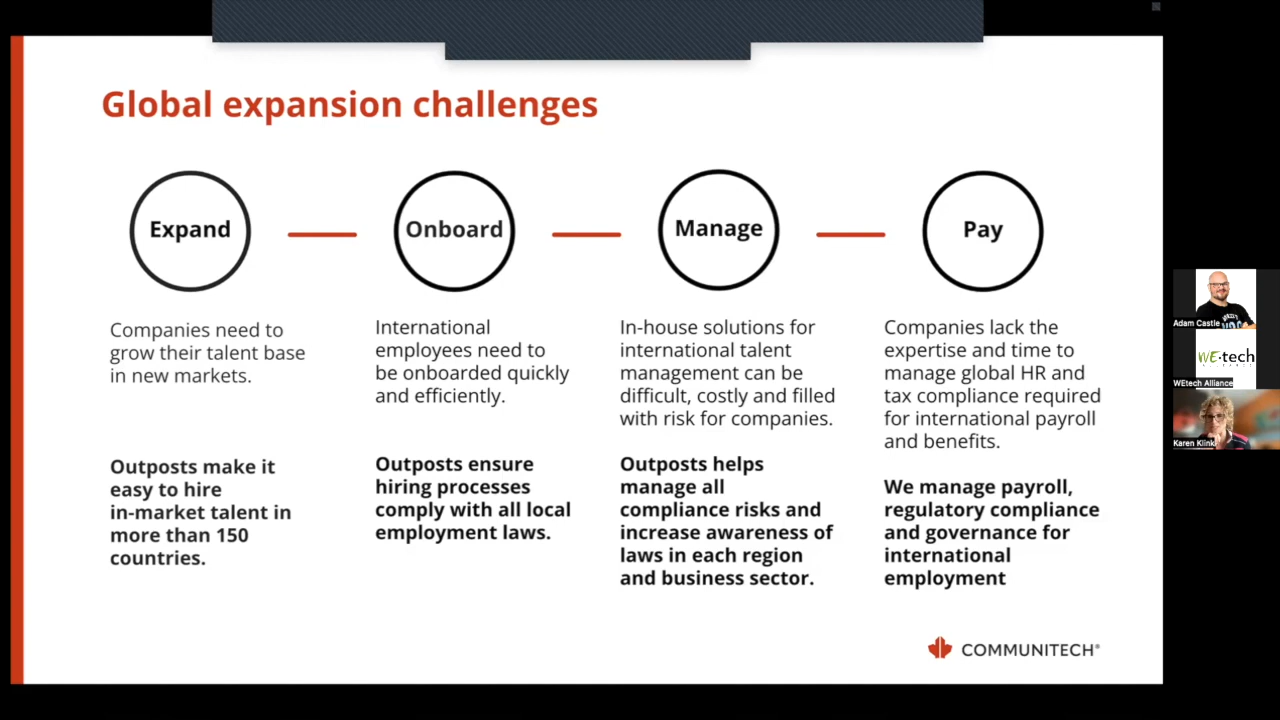 Global expansion challenges
Expand
Onboard
Manage
Pay
Companies need to
grow their talent base
in new markets.
International
employees need to
be onboarded quickly
and efficiently.
In-house solutions for
international talent
management can be
difficult, costly and filled
with risk for companies.
Companies lack the
expertise and time to
manage global HR and
tax compliance required
for international payroll
and benefits.
Outposts make it
easy to hire
in-market talent in
more than 150
countries.
Outposts ensure
hiring processes
comply with all local
employment laws.
Outposts helps
manage all
compliance risks and
increase awareness of
laws in each region
and business sector.
We manage payroll,
regulatory compliance
and governance for
international
employment
COMMUNITECH®
Adam Castle
WE·tech
ALLIANCE
WEtech Alliance
Karen Klink